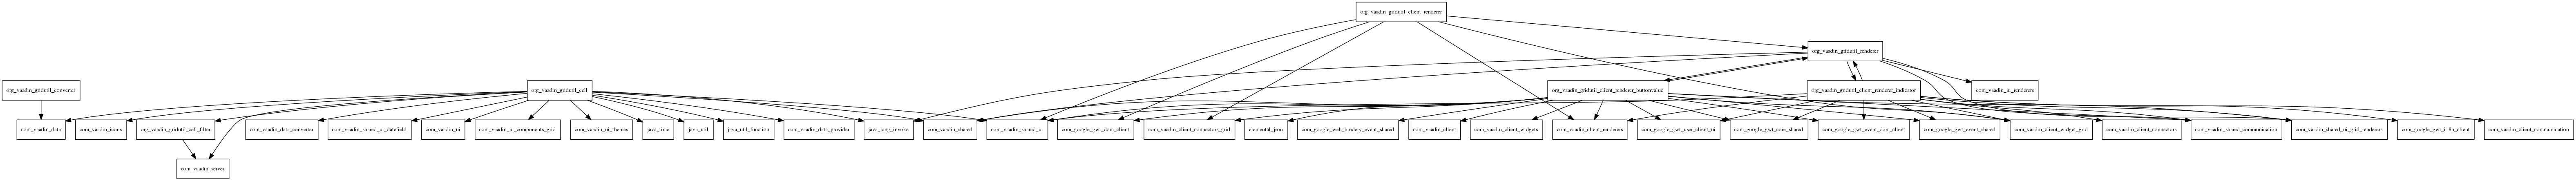 org_vaadin_gridutil_client_renderer
org_vaadin_gridutil_renderer
org_vaadin_gridutil_converter
org_vaadin_gridutil_cell
org_vaadin_gridutil_client_renderer_buttonvalue
org_vaadin_gridutil_client_renderer_indicator
com_vaadin_ui_renderers
com_vaadin_data
com_vaadin_icons
org_vaadin_gridutil_cell_filter
com_vaadin_data_converter
com_vaadin_shared_ui_datefield
com_vaadin_ui
com_vaadin_ui_components_grid
com_vaadin_ui_themes
java_time
java_util
java_util_function
com_vaadin_data_provider
java_lang_invoke
com_vaadin_shared
com_vaadin_shared_ui
com_google_gwt_dom_client
com_vaadin_client_connectors_grid
elemental_json
com_google_web_bindery_event_shared
com_vaadin_client
com_vaadin_client_widgets
com_vaadin_client_renderers
com_google_gwt_user_client_ui
com_google_gwt_core_shared
com_google_gwt_event_dom_client
com_google_gwt_event_shared
com_vaadin_client_widget_grid
com_vaadin_client_connectors
com_vaadin_shared_communication
com_vaadin_shared_ui_grid_renderers
com_google_gwt_i18n_client
com_vaadin_client_communication
com_vaadin_server